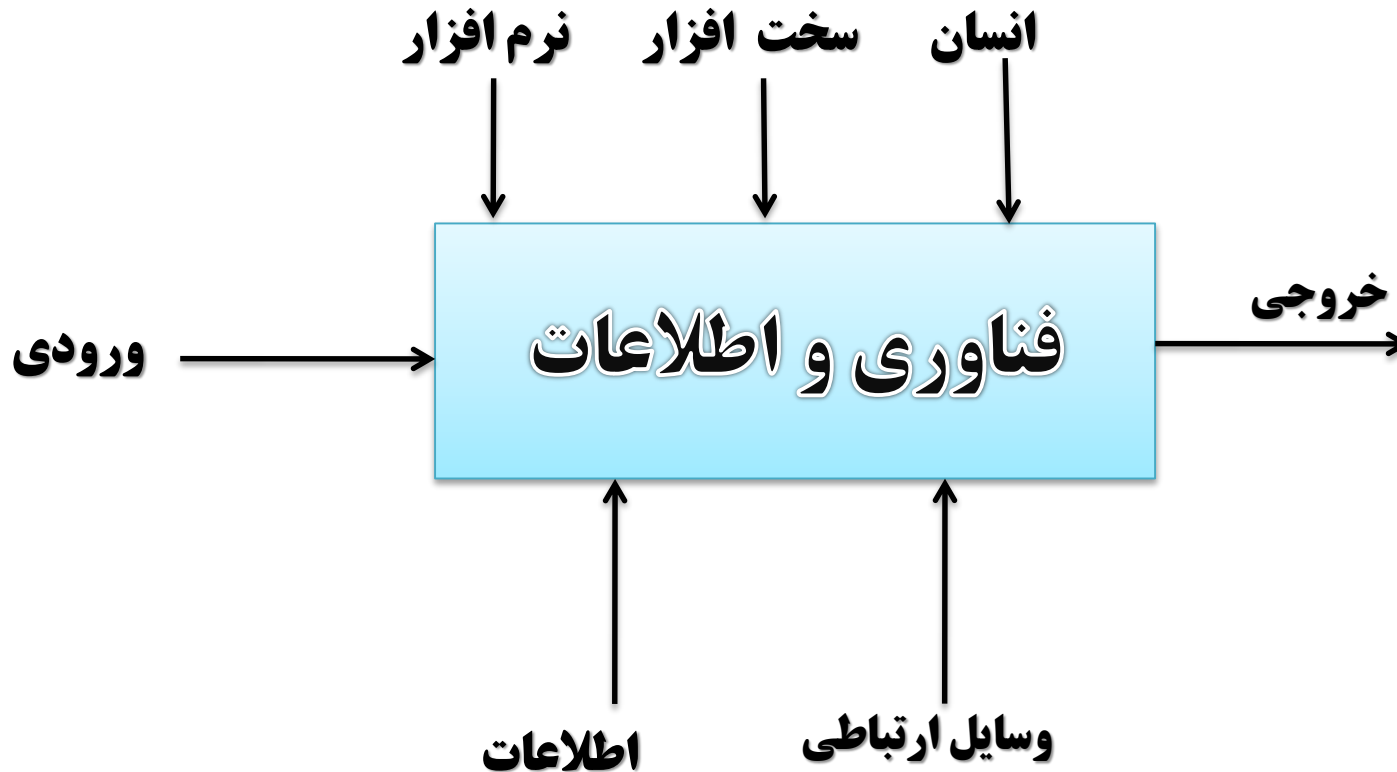 انسان
سخت افزار
نرم افزار
خروجی
فناوری و اطلاعات
ورودی
وسایل ارتباطی
اطلاعات